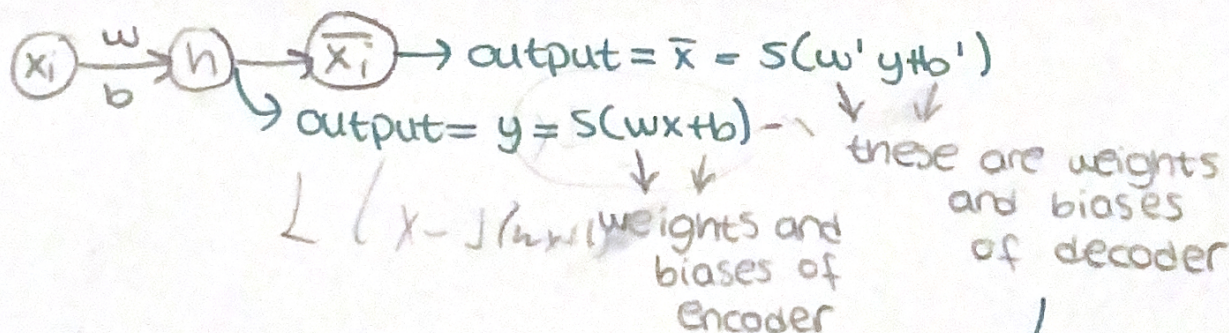 xi w b h x̄i → output = x̄ = S(w' y+b')
output = y = S(wx+b)
these are weights
and biases
of decoder
weights and
biases of
encoder